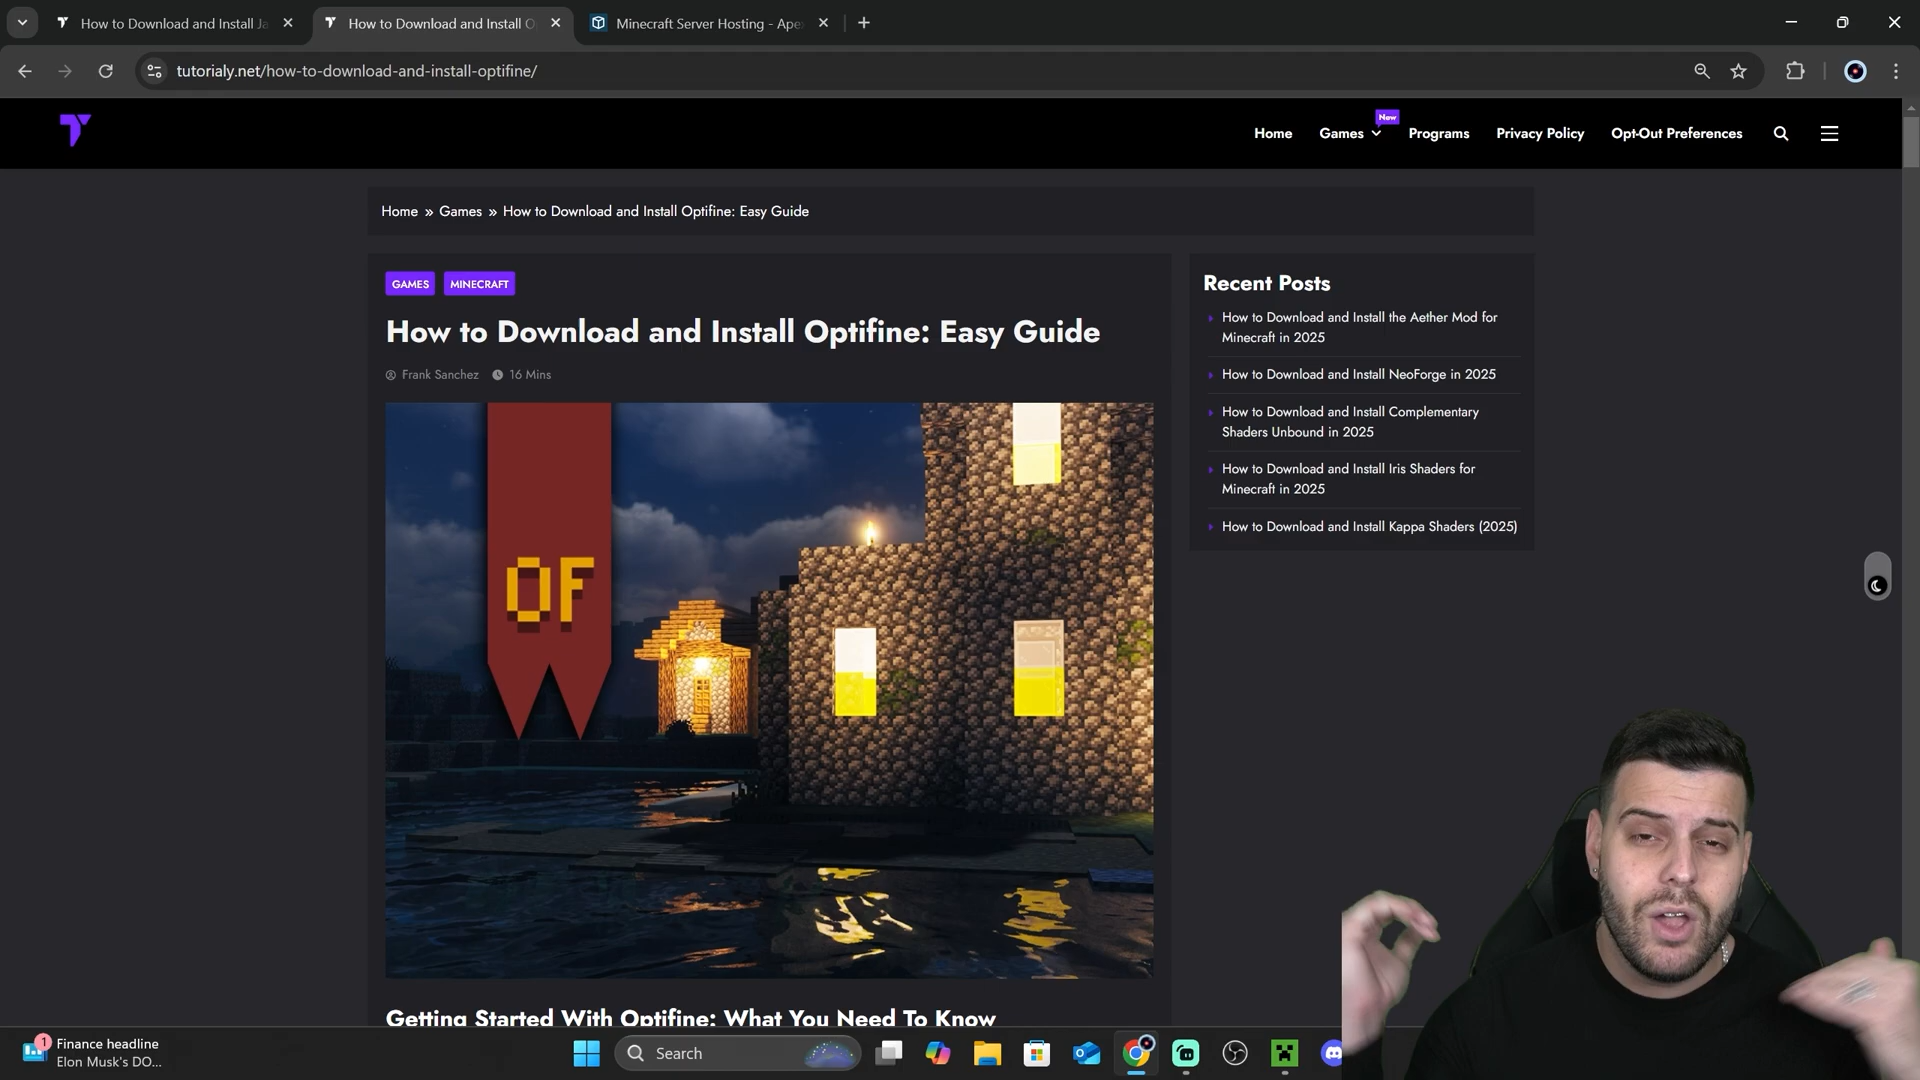 How to Download and Install Ja
How to Download and Install O
Minecraft Server Hosting - Ape
tutorialy.net/how-to-download-and-install-optifine/
New
Home
Games
Programs
Privacy Policy
Opt-Out Preferences
Home » Games » How to Download and Install Optifine: Easy Guide
GAMES
MINECRAFT
How to Download and Install Optifine: Easy Guide
Frank Sanchez
16 Mins
OF
Getting Started With Optifine: What You Need To Know
Recent Posts
How to Download and Install the Aether Mod for
Minecraft in 2025
How to Download and Install NeoForge in 2025
How to Download and Install Complementary
Shaders Unbound in 2025
How to Download and Install Iris Shaders for
Minecraft in 2025
How to Download and Install Kappa Shaders (2025)
1
Finance headline
Elon Musk's DO...
Search